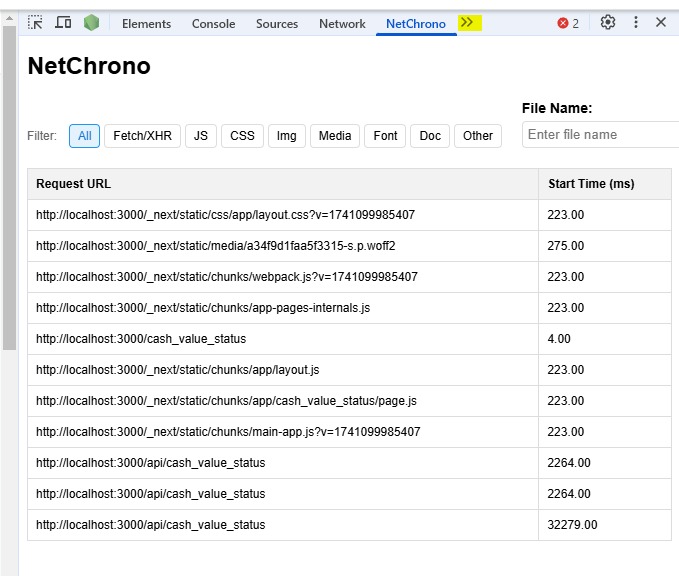 Elements Console Sources Network NetChrono 2
NetChrono
File Name:
Filter: All Fetch/XHR JS CSS Img Media Font Doc Other Enter file name
Request URL Start Time (ms)
http://localhost:3000/_next/static/css/app/layout.css?v=1741099985407 223.00
http://localhost:3000/_next/static/media/a34f9d1faa5f3315-s.p.woff2 275.00
http://localhost:3000/_next/static/chunks/webpack.js?v=1741099985407 223.00
http://localhost:3000/_next/static/chunks/app-pages-internals.js 223.00
http://localhost:3000/cash_value_status 4.00
http://localhost:3000/_next/static/chunks/app/layout.js 223.00
http://localhost:3000/_next/static/chunks/app/cash_value_status/page.js 223.00
http://localhost:3000/_next/static/chunks/main-app.js?v=1741099985407 223.00
http://localhost:3000/api/cash_value_status 2264.00
http://localhost:3000/api/cash_value_status 2264.00
http://localhost:3000/api/cash_value_status 32279.00